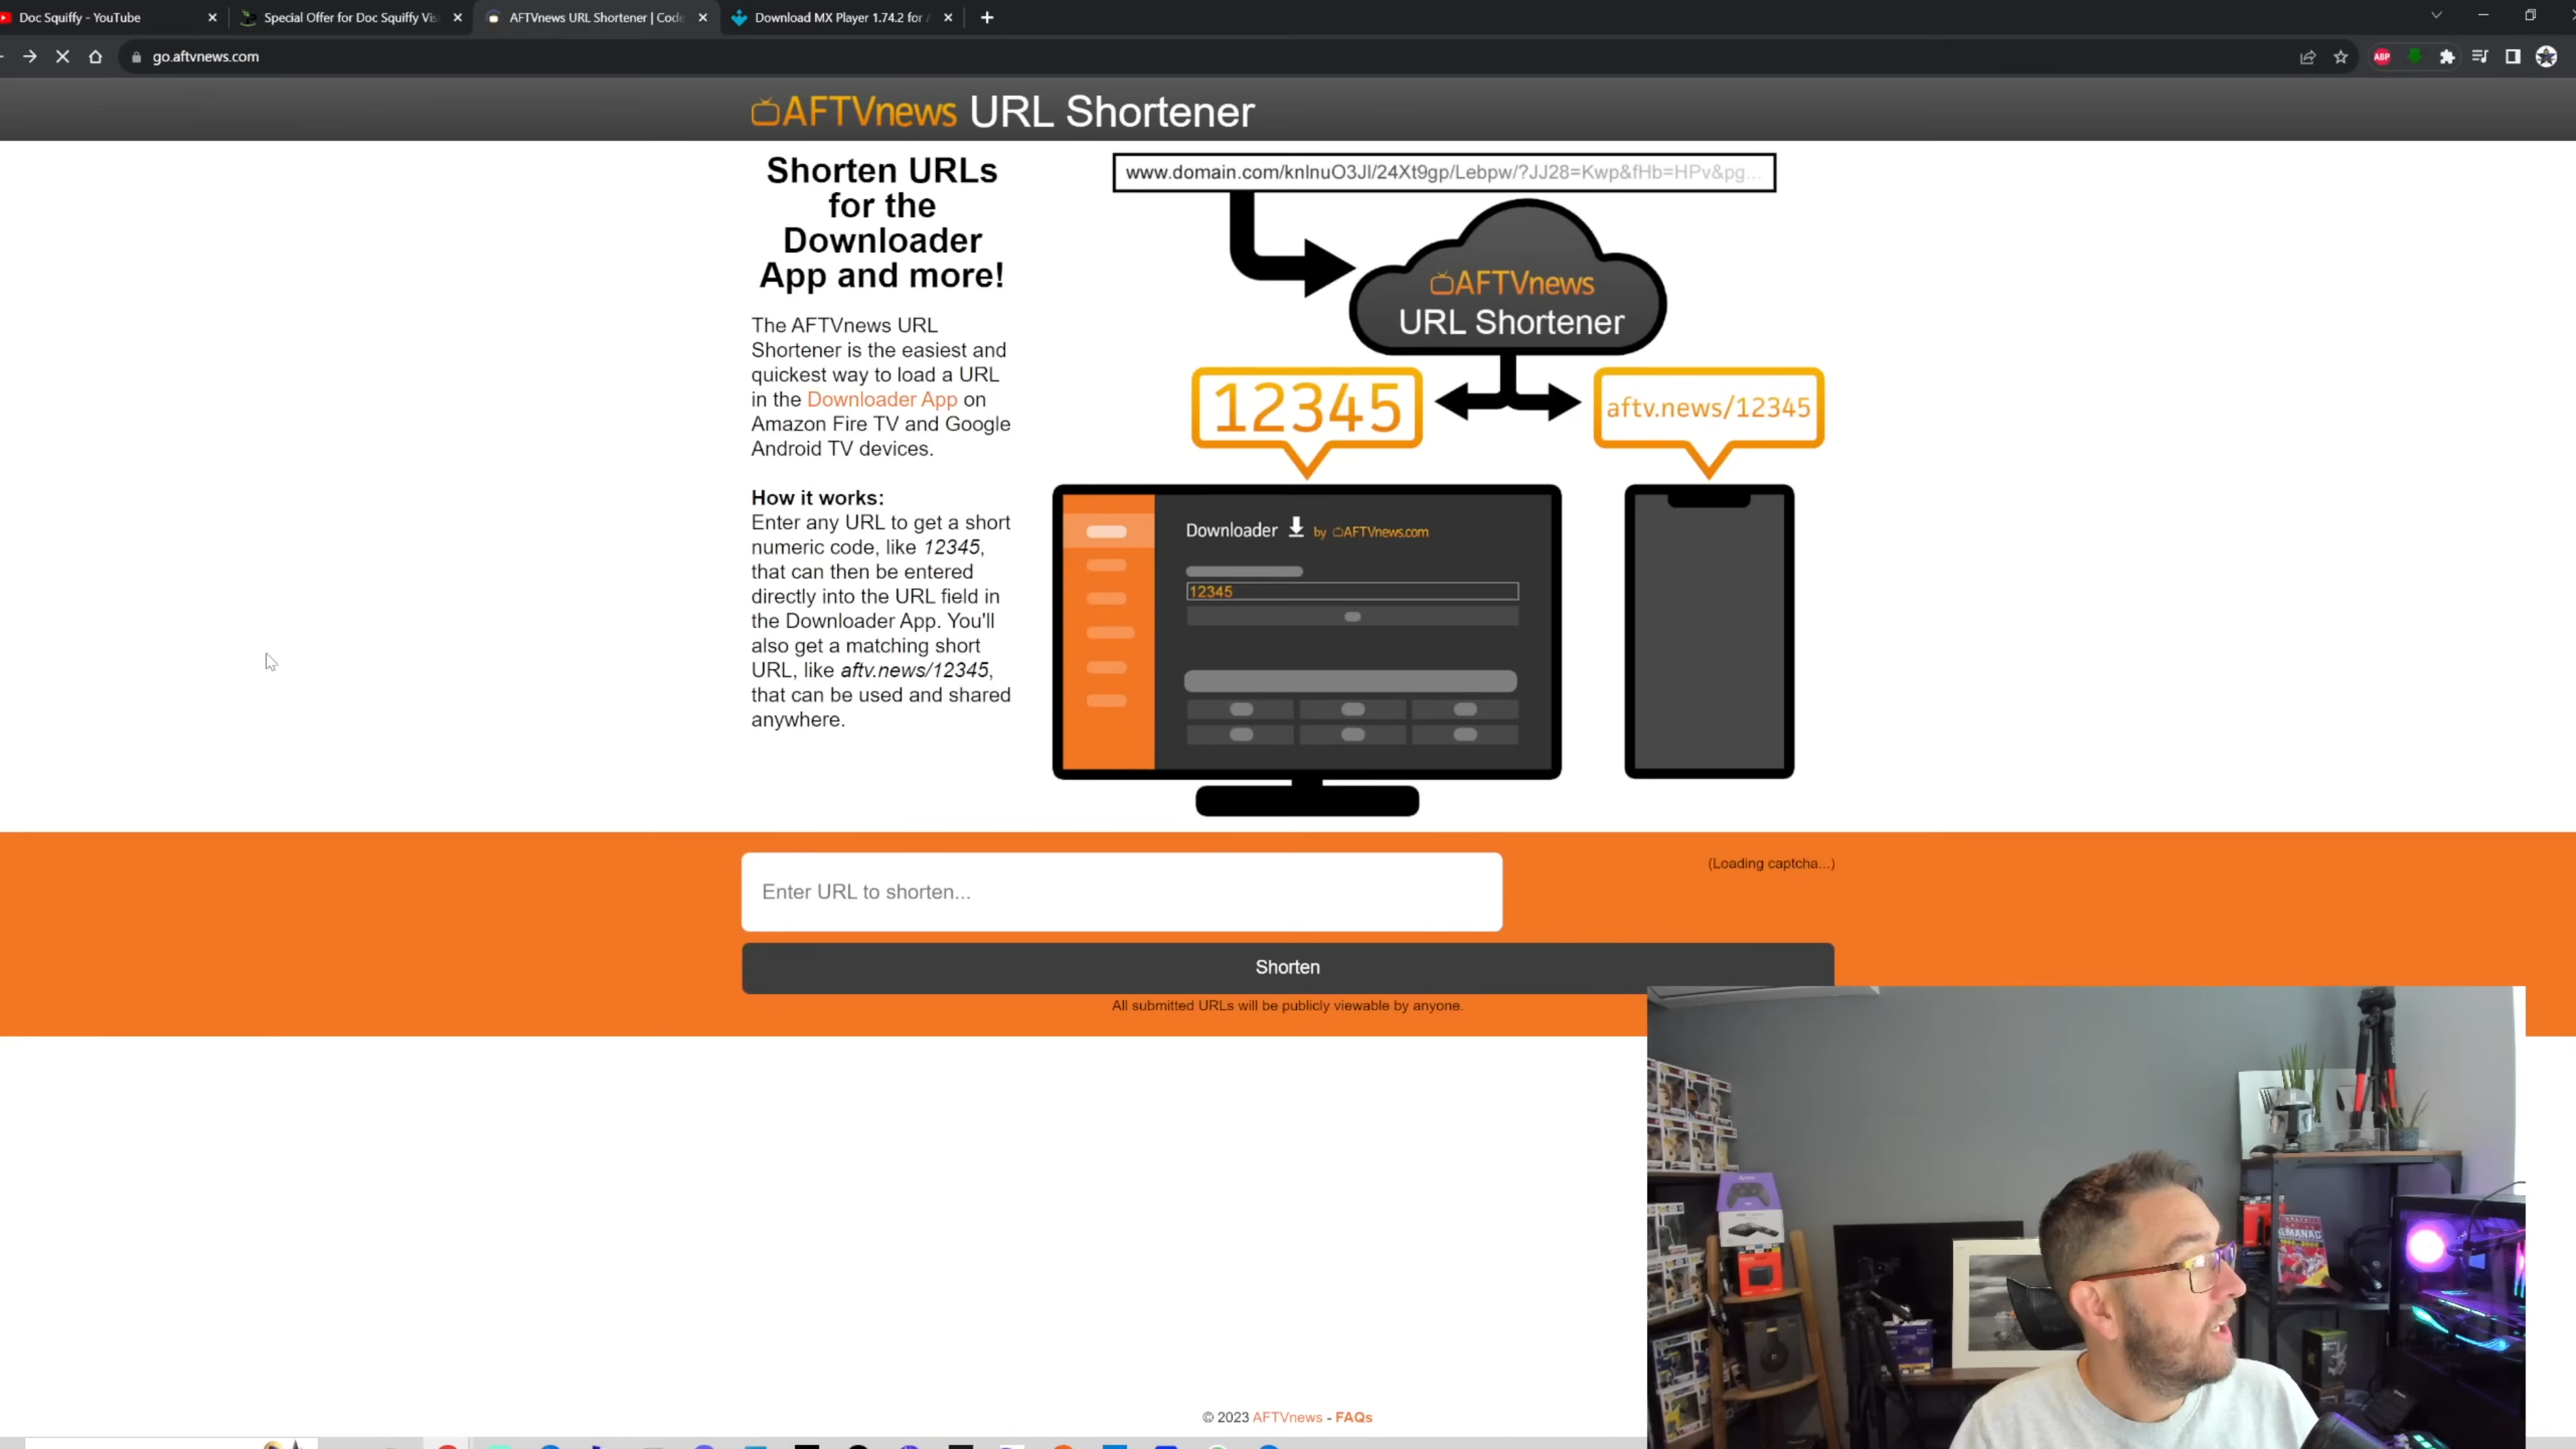 Doc Squiffy - YouTube
Special Offer for Doc Squiffy Vis
AFTVnews URL Shortener | Code
Download MX Player 1.74.2 for A
go.aftvnews.com
ABP
AFTVnews URL Shortener
Shorten URLs
for the
Downloader
App and more!
The AFTVnews URL
Shortener is the easiest and
quickest way to load a URL
in the Downloader App on
Amazon Fire TV and Google
Android TV devices.
How it works:
Enter any URL to get a short
numeric code, like 12345,
that can then be entered
directly into the URL field in
the Downloader App. You'll
also get a matching short
URL, like aftv.news/12345,
that can be used and shared
anywhere.
www.domain.com/knlnuO3Jl/24Xt9gp/Lebpw/?JJ28=Kwp&fHb=HPv&pg...
AFTVnews
URL Shortener
12345
aftv.news/12345
Downloader by AFTVnews.com
12345
Enter URL to shorten...
(Loading captcha...)
Shorten
All submitted URLs will be publicly viewable by anyone.
ALMANAC
© 2023 AFTVnews - FAQs